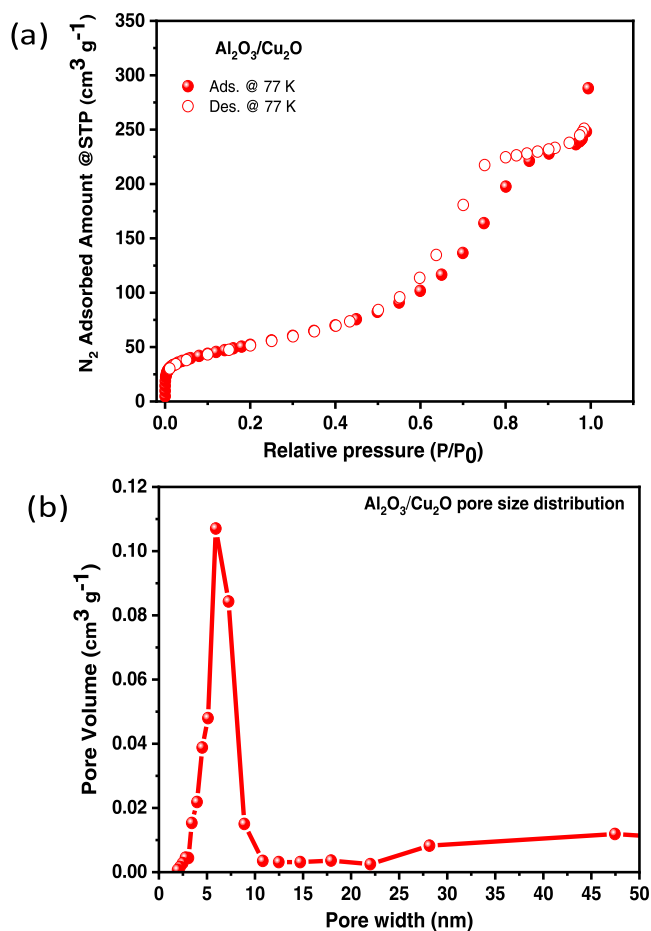 (a)
Al₂O₃/Cu₂O
Ads. @ 77 K
Des. @ 77 K
N₂ Adsorbed Amount @STP (cm³ g⁻¹)
350
300
250
200
150
100
50
0
0.0 0.2 0.4 0.6 0.8 1.0
Relative pressure (P/P₀)
(b)
Al₂O₃/Cu₂O pore size distribution
Pore Volume (cm³ g⁻¹)
0.12
0.10
0.08
0.06
0.04
0.02
0.00
0 5 10 15 20 25 30 35 40 45 50
Pore width (nm)